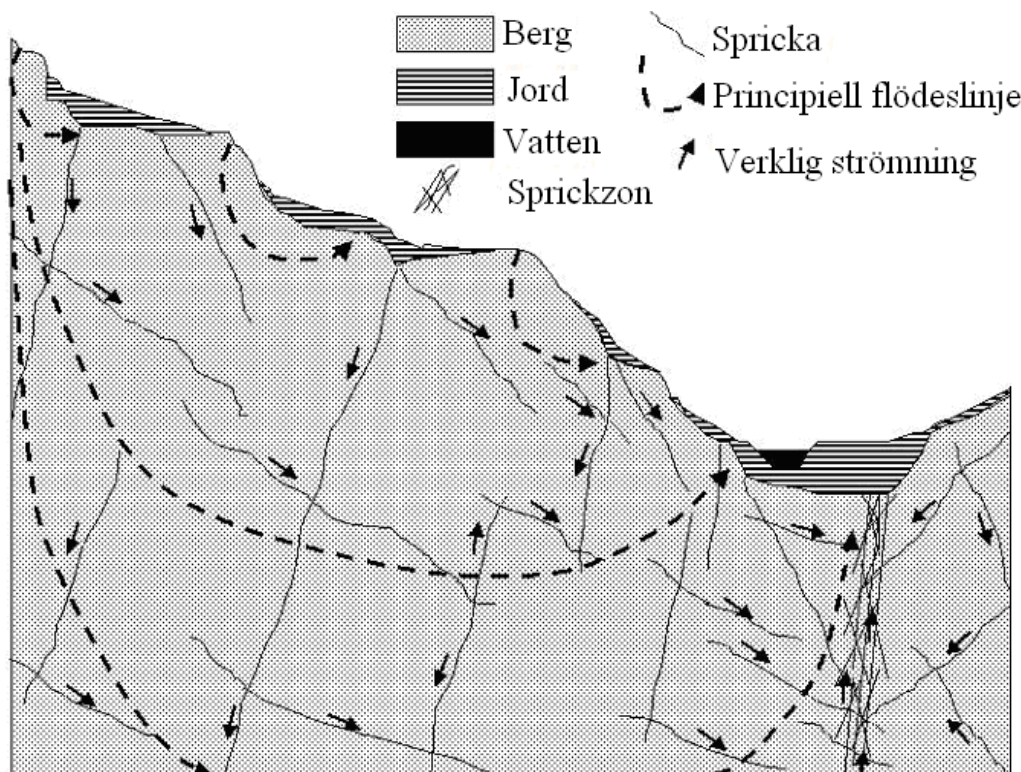 Berg
Jord
Vatten
Sprickzon
Spricka
Principiell flödeslinje
Verklig strömning